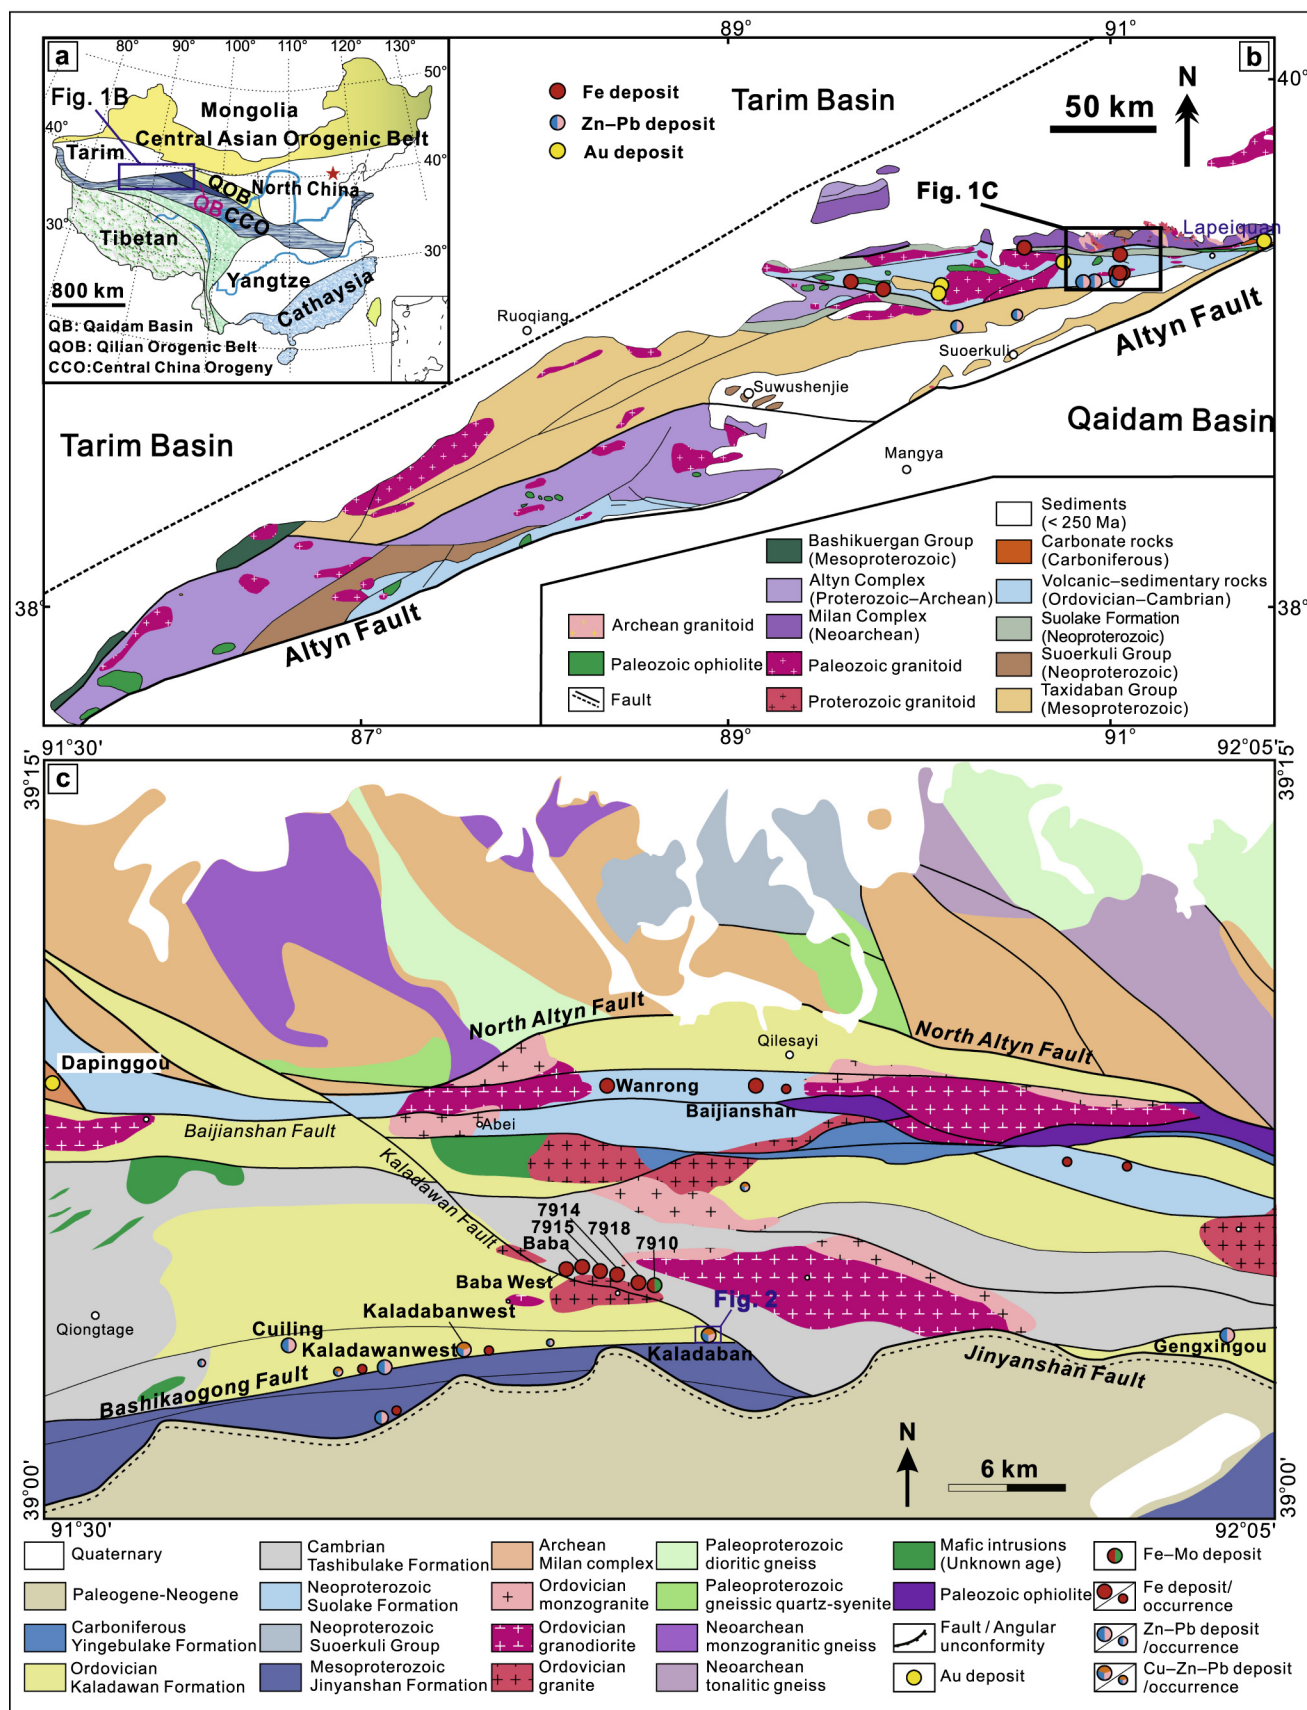 a
80°
90°
100°
110°
120°
130°
50°
40°
30°
40°
30°
Fig. 1B
Mongolia
Central Asian Orogenic Belt
Tarim
QOB
North China
QB
CCO
Tibetan
Yangtze
Cathaysia
800 km
QB: Qaidam Basin
QOB: Qilian Orogenic Belt
CCO:Central China Orogeny
b
89°
91°
40°
38°
38°
87°
89°
91°
Fe deposit
Zn–Pb deposit
Au deposit
Tarim Basin
50 km
N
Fig. 1C
Lapeiquan
Ruoqiang
Suoerkuli
Altyn Fault
Suwushenjie
Qaidam Basin
Tarim Basin
Mangya
Altyn Fault
Archean granitoid
Paleozoic ophiolite
Fault
Bashikuergan Group
(Mesoproterozoic)
Altyn Complex
(Proterozoic–Archean)
Milan Complex
(Neoarchean)
Paleozoic granitoid
Proterozoic granitoid
Sediments
(< 250 Ma)
Carbonate rocks
(Carboniferous)
Volcanic–sedimentary rocks
(Ordovician–Cambrian)
Suolake Formation
(Neoproterozoic)
Suoerkuli Group
(Neoproterozoic)
Taxidaban Group
(Mesoproterozoic)
91°30'
92°05'
39°15'
39°15'
c
North Altyn Fault
North Altyn Fault
Qilesayi
Dapinggou
Wanrong
Baijianshan
Abei
Baijianshan Fault
Kaladawan Fault
7914
7915
7918
7910
Baba
Baba West
Fig. 2
Kaladabanwest
Qiongtage
Cuiling
Kaladawanwest
Kaladaban
Gengxingou
Jinyanshan Fault
Bashikaogong Fault
N
6 km
39°00'
39°00'
91°30'
92°05'
Quaternary
Paleogene-Neogene
Carboniferous
Yingebulake Formation
Ordovician
Kaladawan Formation
Cambrian
Tashibulake Formation
Neoproterozoic
Suolake Formation
Neoproterozoic
Suoerkuli Group
Mesoproterozoic
Jinyanshan Formation
Archean
Milan complex
Ordovician
monzogranite
Ordovician
granodiorite
Ordovician
granite
Paleoproterozoic
dioritic gneiss
Paleoproterozoic
gneissic quartz-syenite
Neoarchean
monzogranitic gneiss
Neoarchean
tonalitic gneiss
Mafic intrusions
(Unknown age)
Paleozoic ophiolite
Fault / Angular
unconformity
Au deposit
Fe–Mo deposit
Fe deposit/
occurrence
Zn–Pb deposit
/occurrence
Cu–Zn–Pb deposit
/occurrence